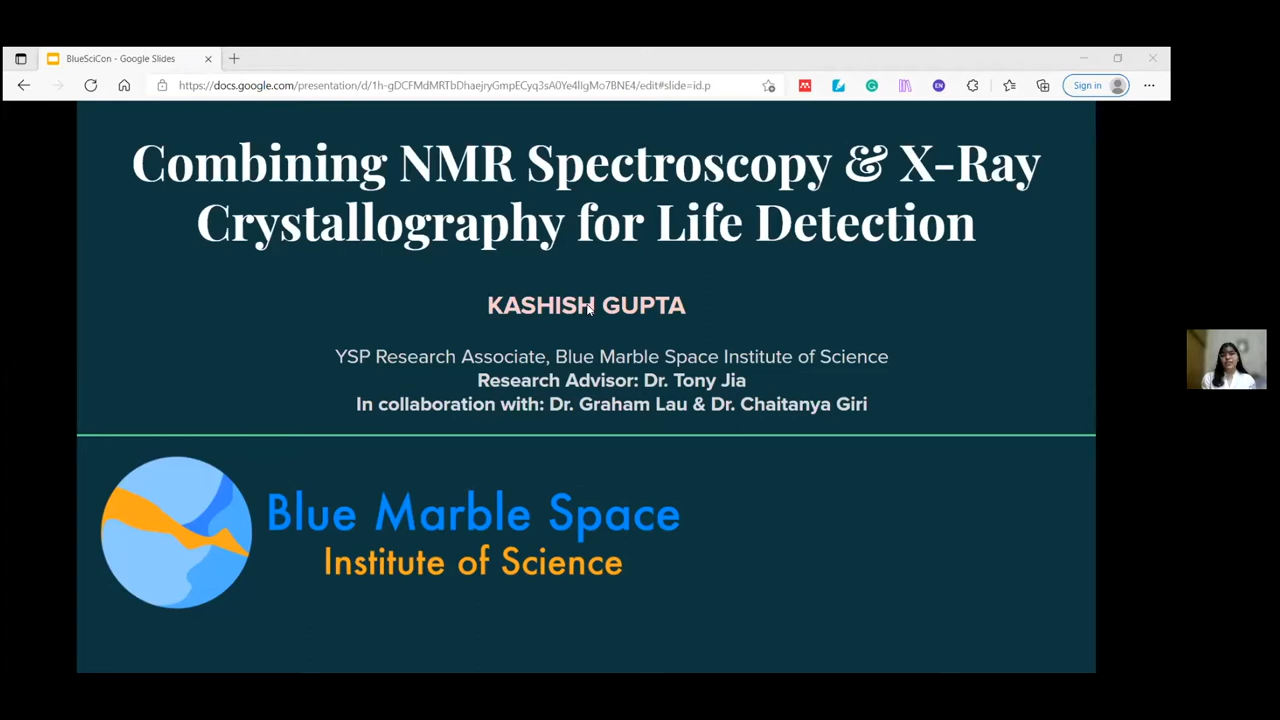 BlueSciCon - Google Slides
https://docs.google.com/presentation/d/1h-gDCFMdMRTbDhaejryGmpECyq3sA0Ye4lIgMo7BNE4/edit#slide=id.p
EN
Sign in
Combining NMR Spectroscopy & X-Ray
Crystallography for Life Detection
KASHISH GUPTA
YSP Research Associate, Blue Marble Space Institute of Science
Research Advisor: Dr. Tony Jia
In collaboration with: Dr. Graham Lau & Dr. Chaitanya Giri
Blue Marble Space
Institute of Science